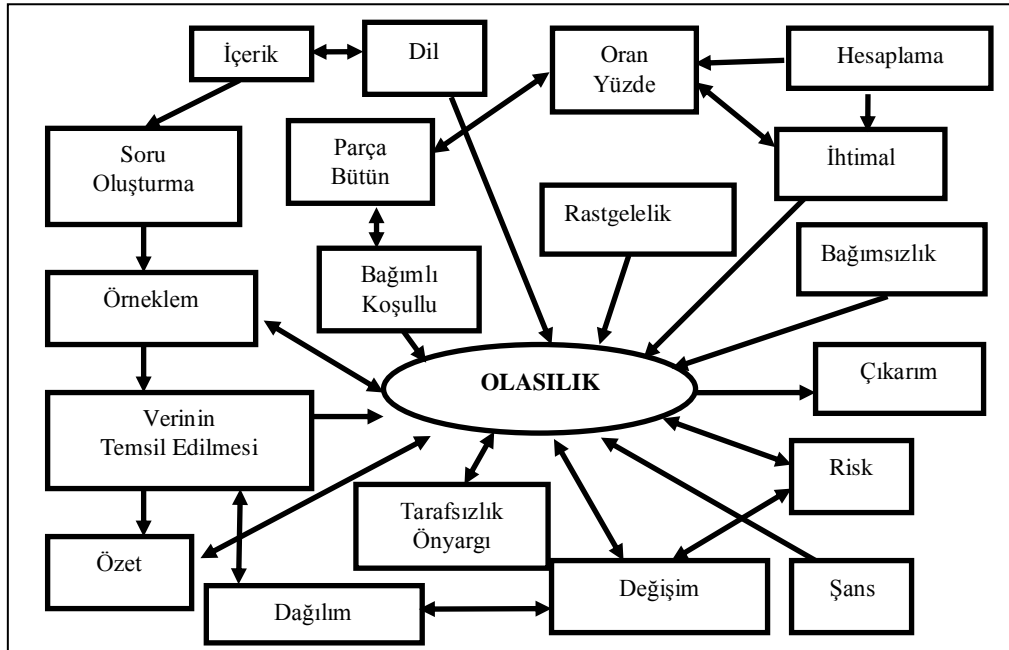 İçerik
Dil
Oran
Yüzde
Hesaplama
Soru
Oluşturma
Parça
Bütün
İhtimal
Rastgelelik
Bağımsızlık
Örneklem
Bağımlı
Koşullu
OLASILIK
Çıkarım
Verinin
Temsil Edilmesi
Risk
Tarafsızlık
Önyargı
Özet
Dağılım
Değişim
Şans